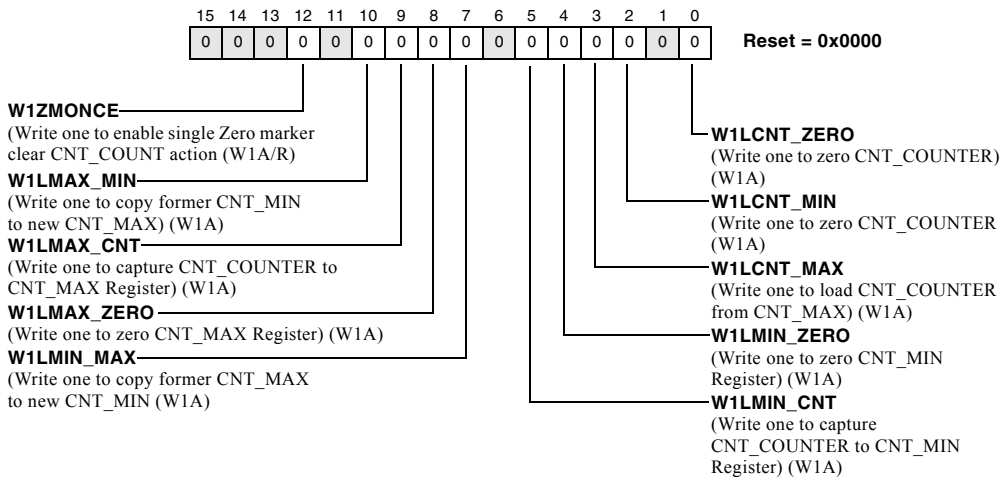 15 14 13 12 11 10 9 8 7 6 5 4 3 2 1 0
0 0 0 0 0 0 0 0 0 0 0 0 0 0 0 0
Reset = 0x0000
W1ZMONCE
(Write one to enable single Zero marker
clear CNT_COUNT action (W1A/R)
W1LMAX_MIN
(Write one to copy former CNT_MIN
to new CNT_MAX) (W1A)
W1LMAX_CNT
(Write one to capture CNT_COUNTER to
CNT_MAX Register) (W1A)
W1LMAX_ZERO
(Write one to zero CNT_MAX Register) (W1A)
W1LMIN_MAX
(Write one to copy former CNT_MAX
to new CNT_MIN (W1A)
W1LCNT_ZERO
(Write one to zero CNT_COUNTER)
(W1A)
W1LCNT_MIN
(Write one to zero CNT_COUNTER
(W1A)
W1LCNT_MAX
(Write one to load CNT_COUNTER
from CNT_MAX) (W1A)
W1LMIN_ZERO
(Write one to zero CNT_MIN
Register) (W1A)
W1LMIN_CNT
(Write one to capture
CNT_COUNTER to CNT_MIN
Register) (W1A)